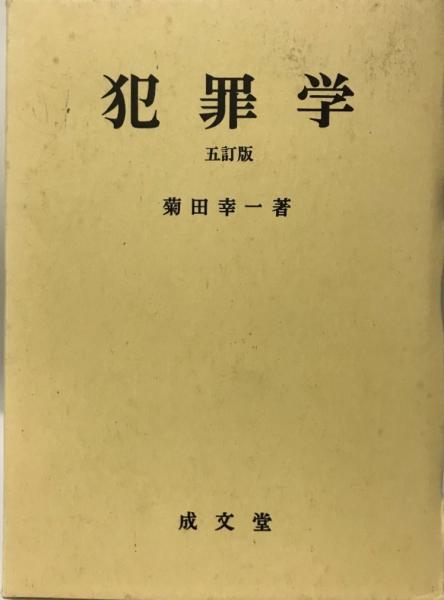 犯罪学
五訂版
菊田幸一著
成文堂